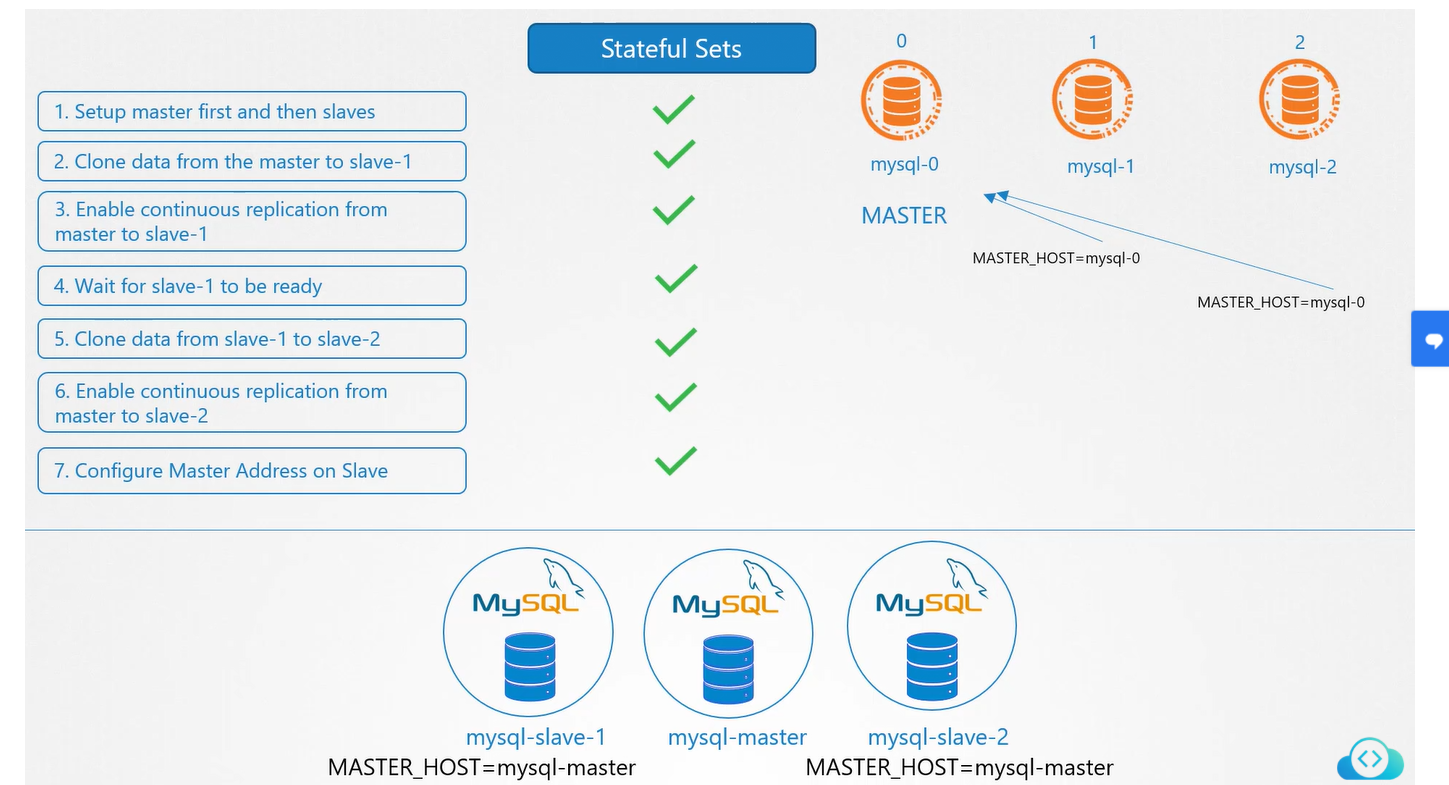 Stateful Sets
0
1
2
1. Setup master first and then slaves
2. Clone data from the master to slave-1
3. Enable continuous replication from
master to slave-1
4. Wait for slave-1 to be ready
5. Clone data from slave-1 to slave-2
6. Enable continuous replication from
master to slave-2
7. Configure Master Address on Slave
mysql-0
mysql-1
mysql-2
MASTER
MASTER_HOST=mysql-0
MASTER_HOST=mysql-0
MySQL
MySQL
MySQL
mysql-slave-1
mysql-master
mysql-slave-2
MASTER_HOST=mysql-master
MASTER_HOST=mysql-master